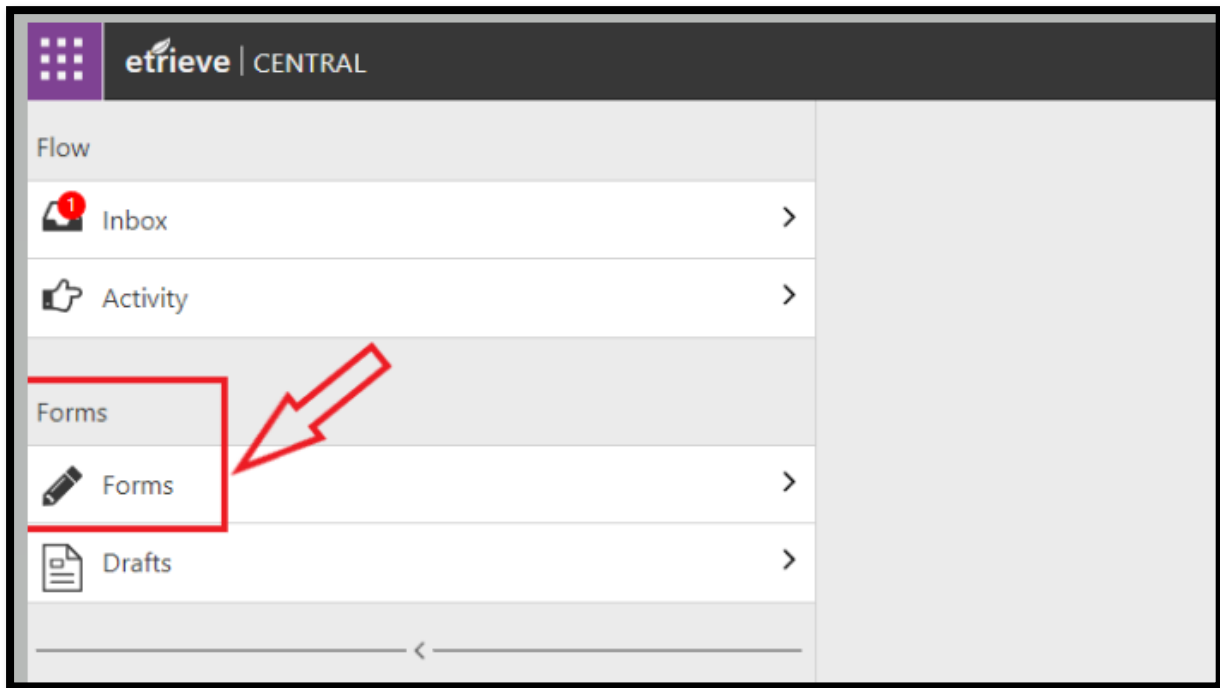 etrieve | CENTRAL
Flow
1
Inbox
Activity
Forms
Forms
Drafts